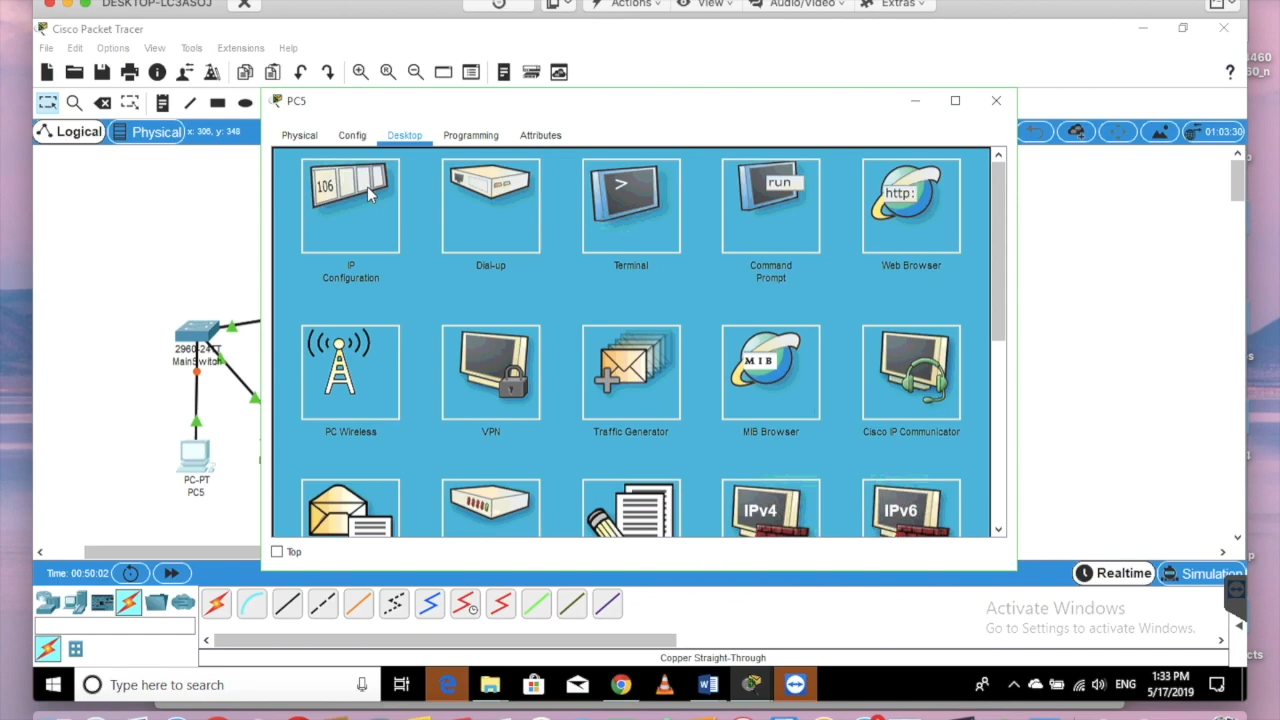 DESKTOP-LC3ASOJ
Actions
View
Audio/Video
Extras
Cisco Packet Tracer
File Edit Options View Tools Extensions Help
?
PC5
Physical Config Desktop Programming Attributes
Logical
Physical
x: 306, y: 348
01:03:30
106
>
run
http:
IP
Configuration
Dial-up
Terminal
Command
Prompt
Web Browser
MIB
PC Wireless
VPN
Traffic Generator
MIB Browser
Cisco IP Communicator
IPv4
IPv6
2960-24TT
MainSwitch
PC-PT
PC5
Top
Time: 00:50:02
Realtime
Simulation
Activate Windows
Go to Settings to activate Windows.
Copper Straight-Through
Type here to search
ENG
1:33 PM
5/17/2019